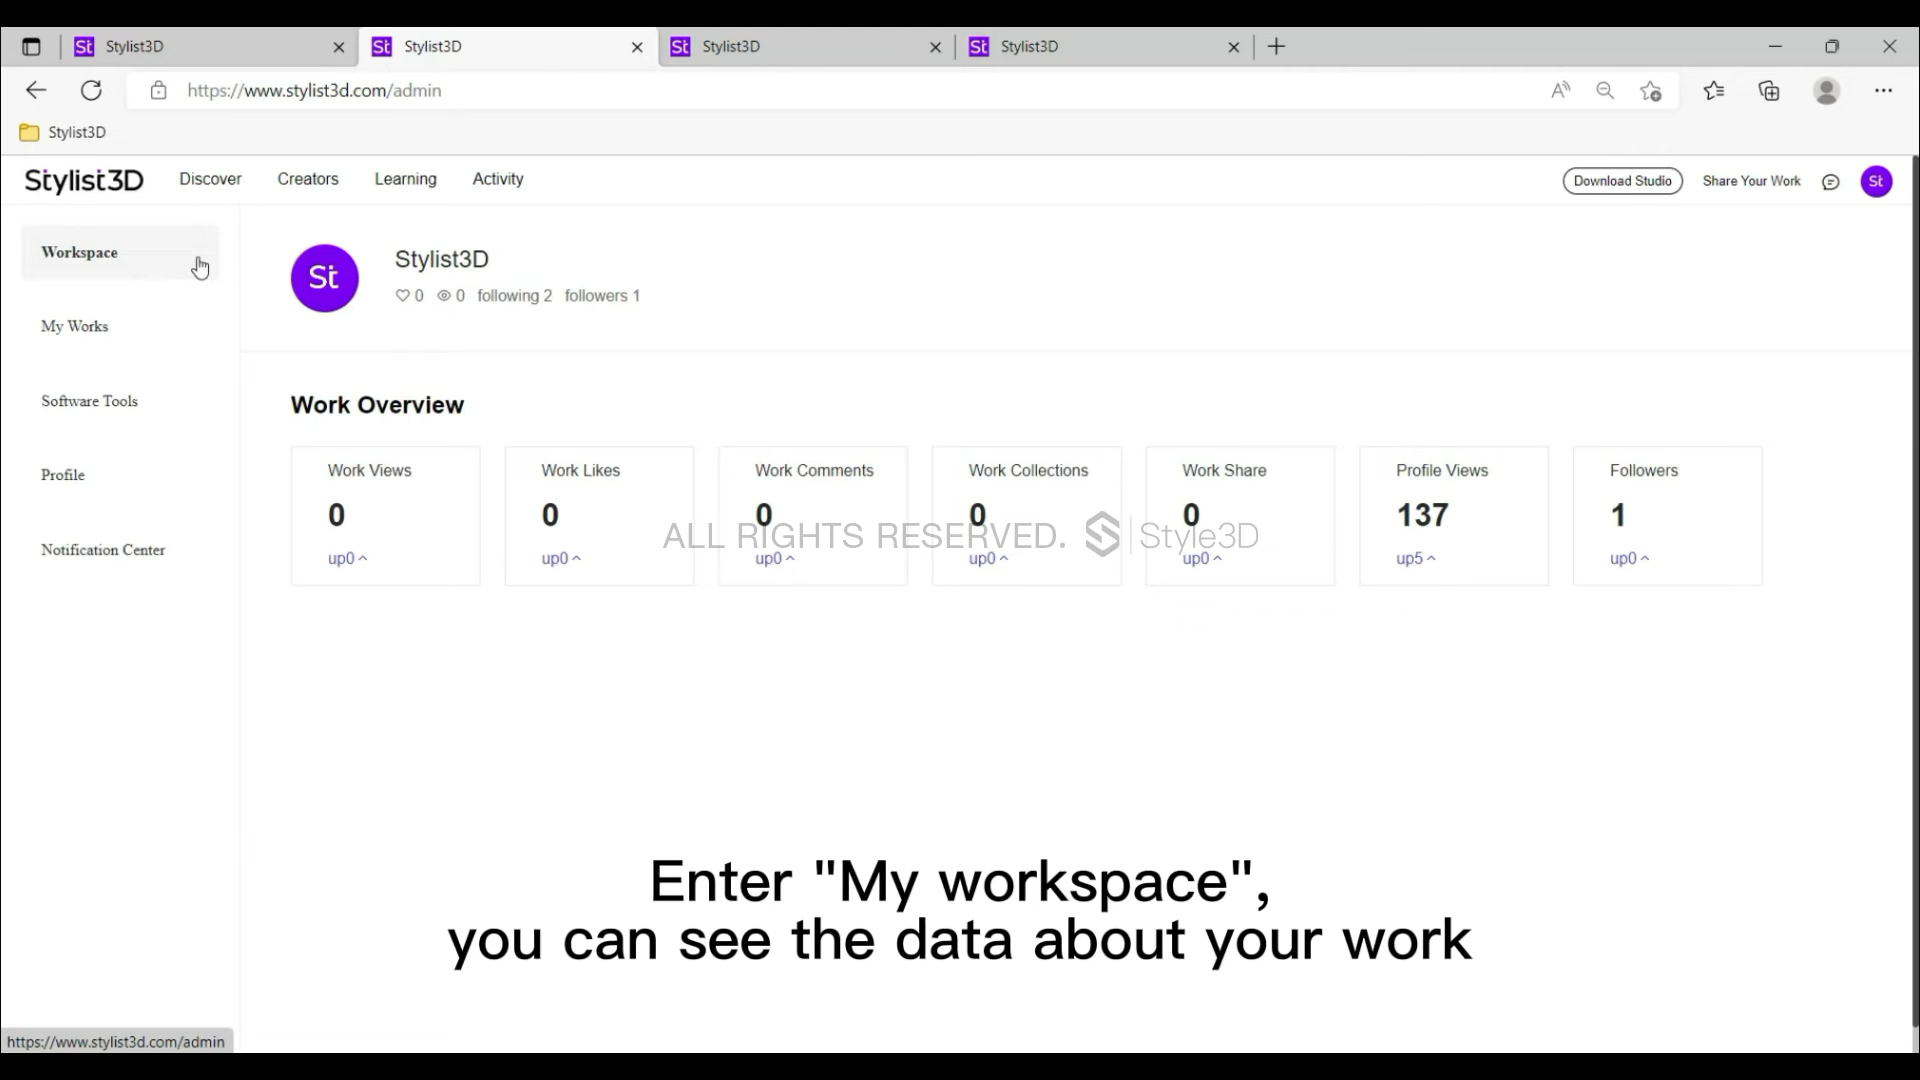 St Stylist3D
St Stylist3D
St Stylist3D
St Stylist3D
https://www.stylist3d.com/admin
Stylist3D
Stylist3D Discover Creators Learning Activity Download Studio Share Your Work St
Workspace
My Works
Software Tools
Profile
Notification Center
St
Stylist3D
0 0 following 2 followers 1
Work Overview
Work Views
0
up0
Work Likes
0
up0
Work Comments
0
up0
Work Collections
0
up0
Work Share
0
up0
Profile Views
137
up5
Followers
1
up0
ALL RIGHTS RESERVED. Style3D
Enter "My workspace",
you can see the data about your work
https://www.stylist3d.com/admin